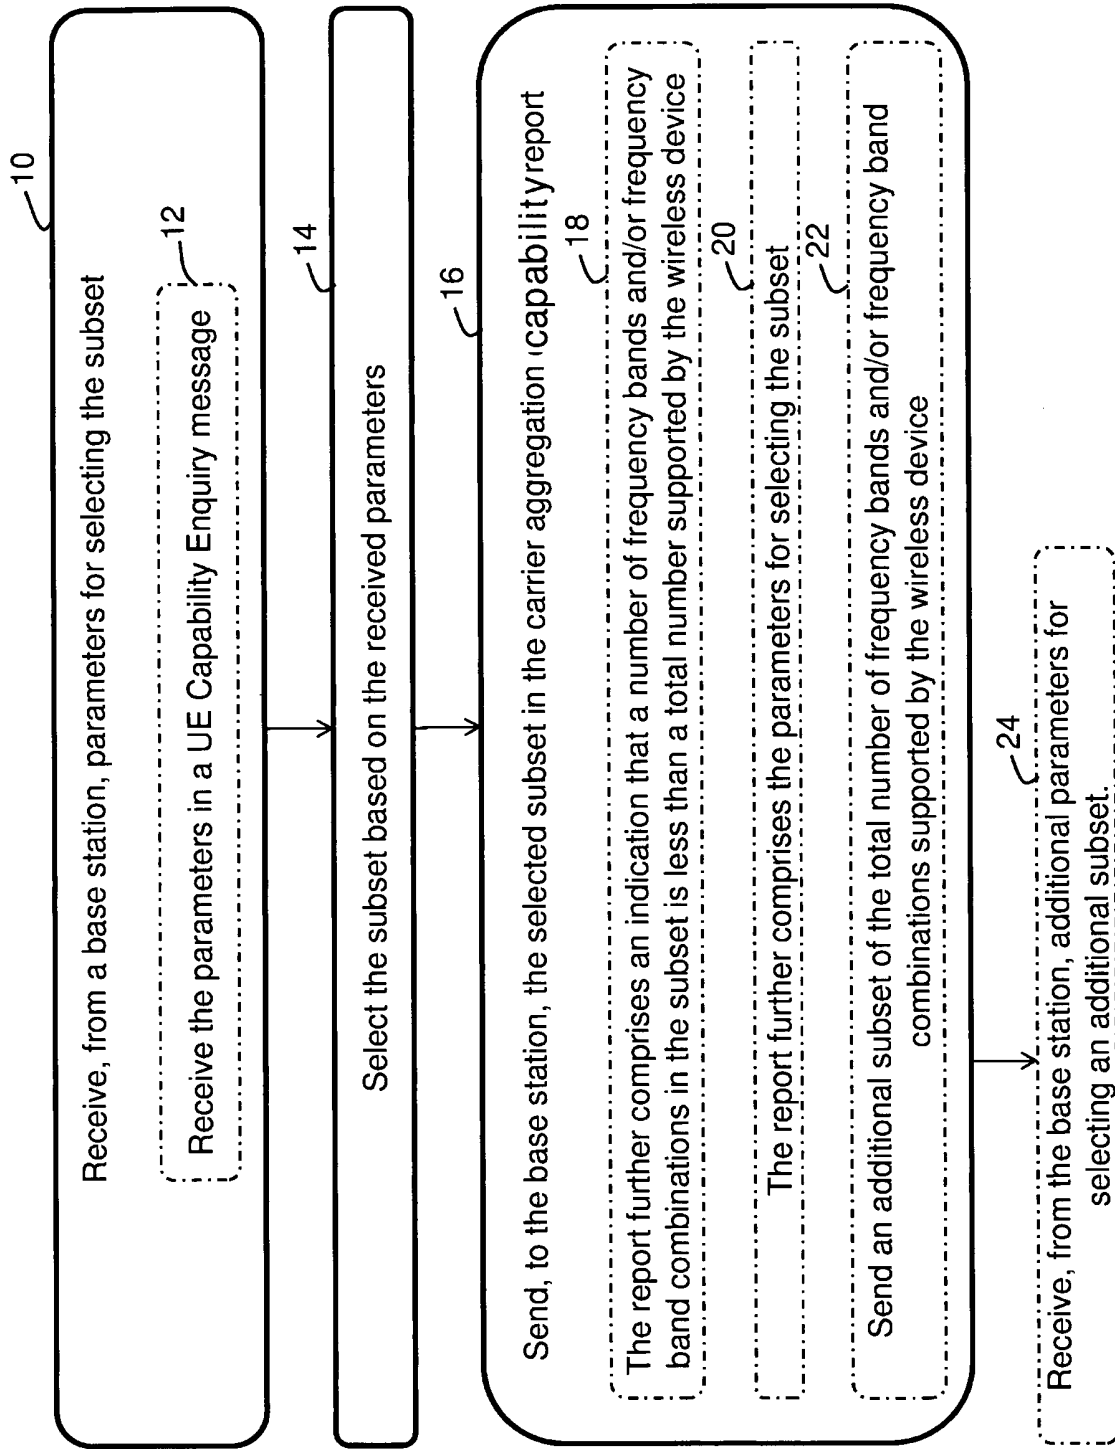 10
Receive, from a base station, parameters for selecting the subset
12
Receive the parameters in a UE Capability Enquiry message
14
Select the subset based on the received parameters
16
Send, to the base station, the selected subset in the carrier aggregation capability report
18
The report further comprises an indication that a number of frequency bands and/or frequency
band combinations in the subset is less than a total number supported by the wireless device
20
The report further comprises the parameters for selecting the subset
22
Send an additional subset of the total number of frequency bands and/or frequency band
combinations supported by the wireless device
24
Receive, from the base station, additional parameters for
selecting an additional subset.